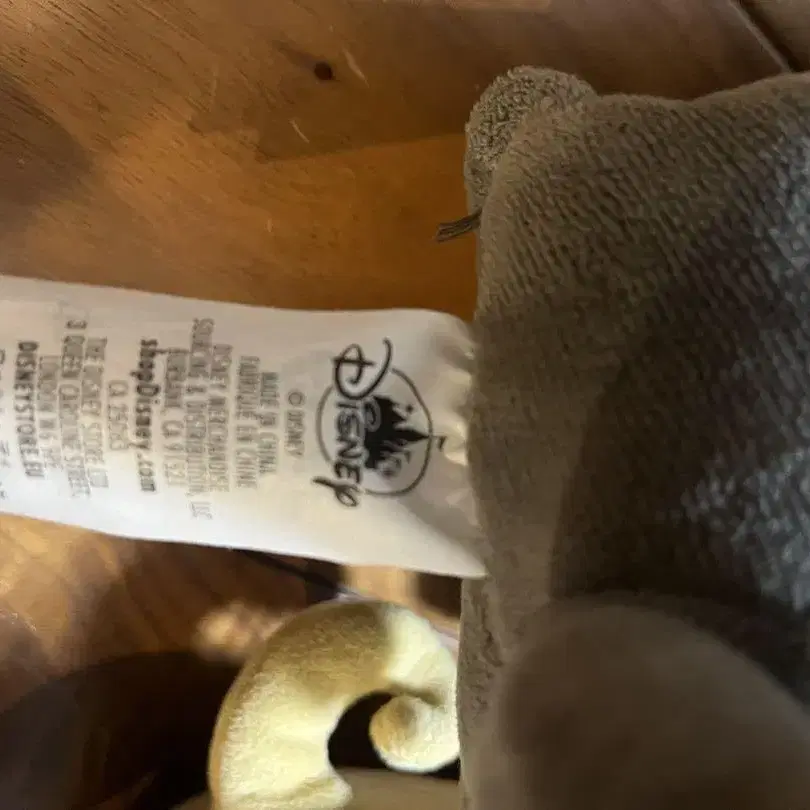 Disney
© DISNEY
MADE IN CHINA
FABRIQUÉ EN CHINE
DISNEY MERCHANDISE
SOURCING & DISTRIBUTION, LLC
BURBANK, CA 91521
shopDisney.com
CA 25063
THE DISNEY STORE LTD
3 QUEEN CAROLINE STREET
LONDON W6 9PE
DISNEYSTORE.EU